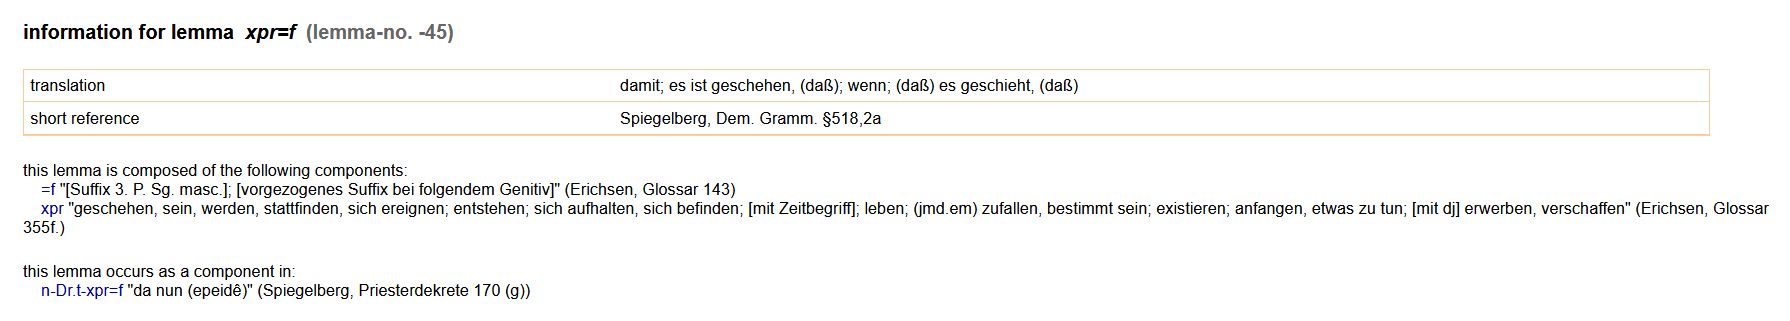 information for lemma xpr=f (lemma-no. -45)
translation damit; es ist geschehen, (daß); wenn; (daß) es geschieht, (daß)
short reference Spiegelberg, Dem. Gramm. §518,2a
this lemma is composed of the following components:
=f "[Suffix 3. P. Sg. masc.]; [vorgezogenes Suffix bei folgendem Genitiv]" (Erichsen, Glossar 143)
xpr "geschehen, sein, werden, stattfinden, sich ereignen; entstehen; sich aufhalten, sich befinden; [mit Zeitbegriff]; leben; (jmd.em) zufallen, bestimmt sein; existieren; anfangen, etwas zu tun; [mit dj] erwerben, verschaffen" (Erichsen, Glossar
355f.)
this lemma occurs as a component in:
n-Dr.t-xpr=f "da nun (epeidê)" (Spiegelberg, Priesterdekrete 170 (g))